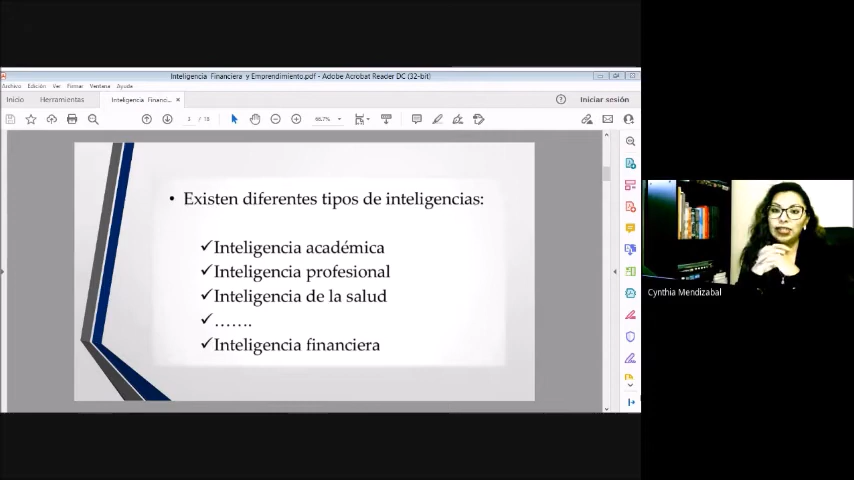 Inteligencia Financiera y Emprendimiento.pdf - Adobe Acrobat Reader DC (32-bit)
Archivo Edición Ver Firmar Ventana Ayuda
Inicio Herramientas Inteligencia Financi... × Iniciar sesión
3 / 18 66,7%
• Existen diferentes tipos de inteligencias:
✓Inteligencia académica
✓Inteligencia profesional
✓Inteligencia de la salud
✓.......
✓Inteligencia financiera
Cynthia Mendizabal